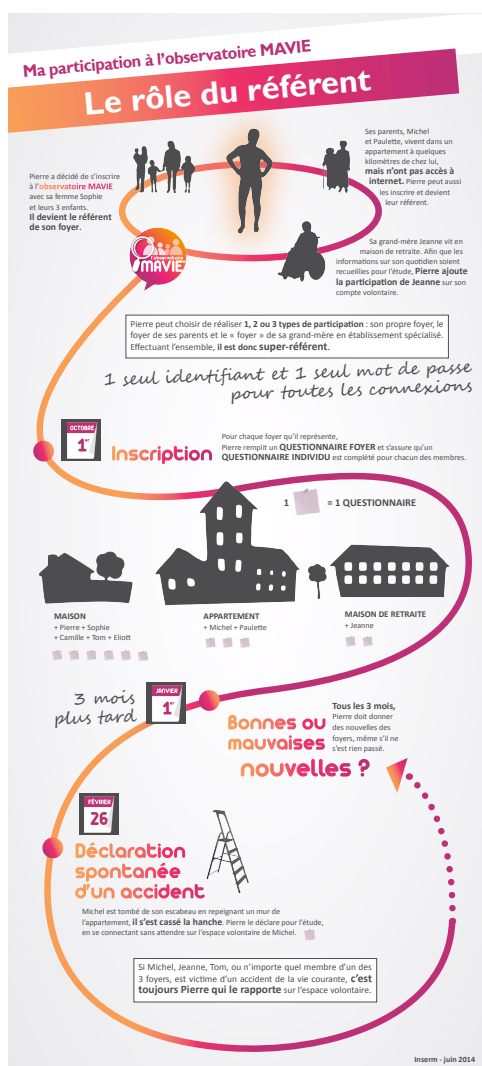 Ma participation à l'observatoire MAVIE
Le rôle du référent
Pierre a décidé de s'inscrire
à l'observatoire MAVIE
avec sa femme Sophie
et leurs 3 enfants.
Il devient le référent
de son foyer.
Ses parents, Michel
et Paulette, vivent dans un
appartement à quelques
kilomètres de chez lui,
mais n'ont pas accès à
internet. Pierre peut aussi
les inscrire et devient
leur référent.
l'observatoire
MAVIE
Sa grand-mère Jeanne vit en
maison de retraite. Afin que les
informations sur son quotidien soient
recueillies pour l'étude, Pierre ajoute
la participation de Jeanne sur son
compte volontaire.
Pierre peut choisir de réaliser 1, 2 ou 3 types de participation : son propre foyer, le
foyer de ses parents et le « foyer » de sa grand-mère en établissement spécialisé.
Effectuant l'ensemble, il est donc super-référent.
1 seul identifiant et 1 seul mot de passe
pour toutes les connexions
OCTOBRE
1er
Inscription
Pour chaque foyer qu'il représente,
Pierre remplit un QUESTIONNAIRE FOYER et s'assure qu'un
QUESTIONNAIRE INDIVIDU est complété pour chacun des membres.
1 = 1 QUESTIONNAIRE
MAISON
+ Pierre + Sophie
+ Camille + Tom + Eliott
APPARTEMENT
+ Michel + Paulette
MAISON DE RETRAITE
+ Jeanne
3 mois
plus tard
JANVIER
1er
Bonnes ou
mauvaises
nouvelles ?
Tous les 3 mois,
Pierre doit donner
des nouvelles des
foyers, même s'il ne
s'est rien passé.
FÉVRIER
26
Déclaration
spontanée
d'un accident
Michel est tombé de son escabeau en repeignant un mur de
l'appartement, il s'est cassé la hanche. Pierre le déclare pour l'étude,
en se connectant sans attendre sur l'espace volontaire de Michel.
Si Michel, Jeanne, Tom, ou n'importe quel membre d'un des
3 foyers, est victime d'un accident de la vie courante, c'est
toujours Pierre qui le rapporte sur l'espace volontaire.
Inserm - juin 2014